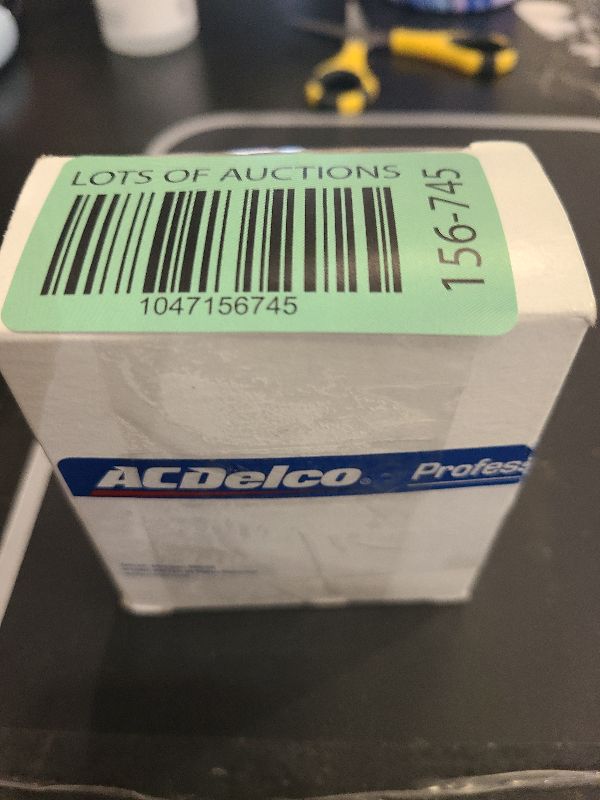 LOTS OF AUCTIONS
156-745
1047156745
ACDelco® Profess